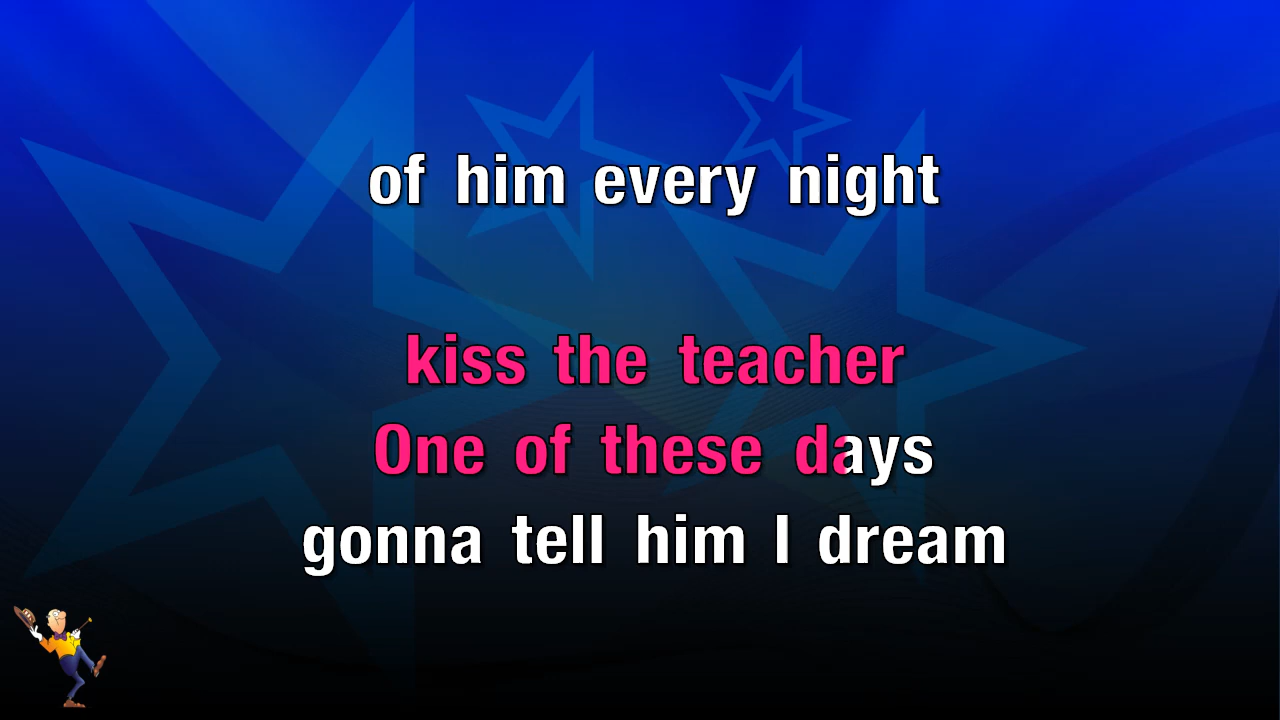 of him every night
kiss the teacher
One of these days
gonna tell him I dream